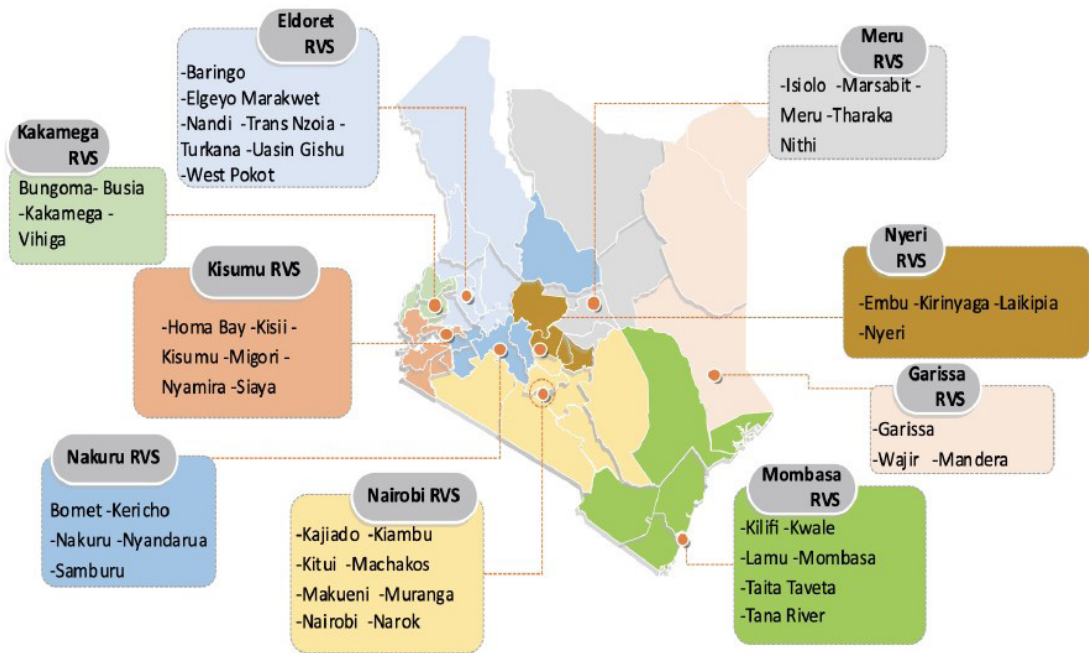 Eldoret
RVS
-Baringo
-Elgeyo Marakwet
-Nandi -Trans Nzoia -
Turkana -Uasin Gishu
-West Pokot
Meru
RVS
-Isiolo -Marsabit -
Meru -Tharaka
Nithi
Kakamega
RVS
Bungoma- Busia
-Kakamega -
Vihiga
Kisumu RVS
-Homa Bay -Kisii -
Kisumu -Migori -
Nyamira -Siaya
Nyeri
RVS
-Embu -Kirinyaga -Laikipia
-Nyeri
Garissa
RVS
-Garissa
-Wajir -Mandera
Nakuru RVS
Bomet -Kericho
-Nakuru -Nyandarua
-Samburu
Nairobi RVS
-Kajiado -Kiambu
-Kitui -Machakos
-Makueni -Muranga
-Nairobi -Narok
Mombasa
RVS
-Kilifi -Kwale
-Lamu -Mombasa
-Taita Taveta
-Tana River